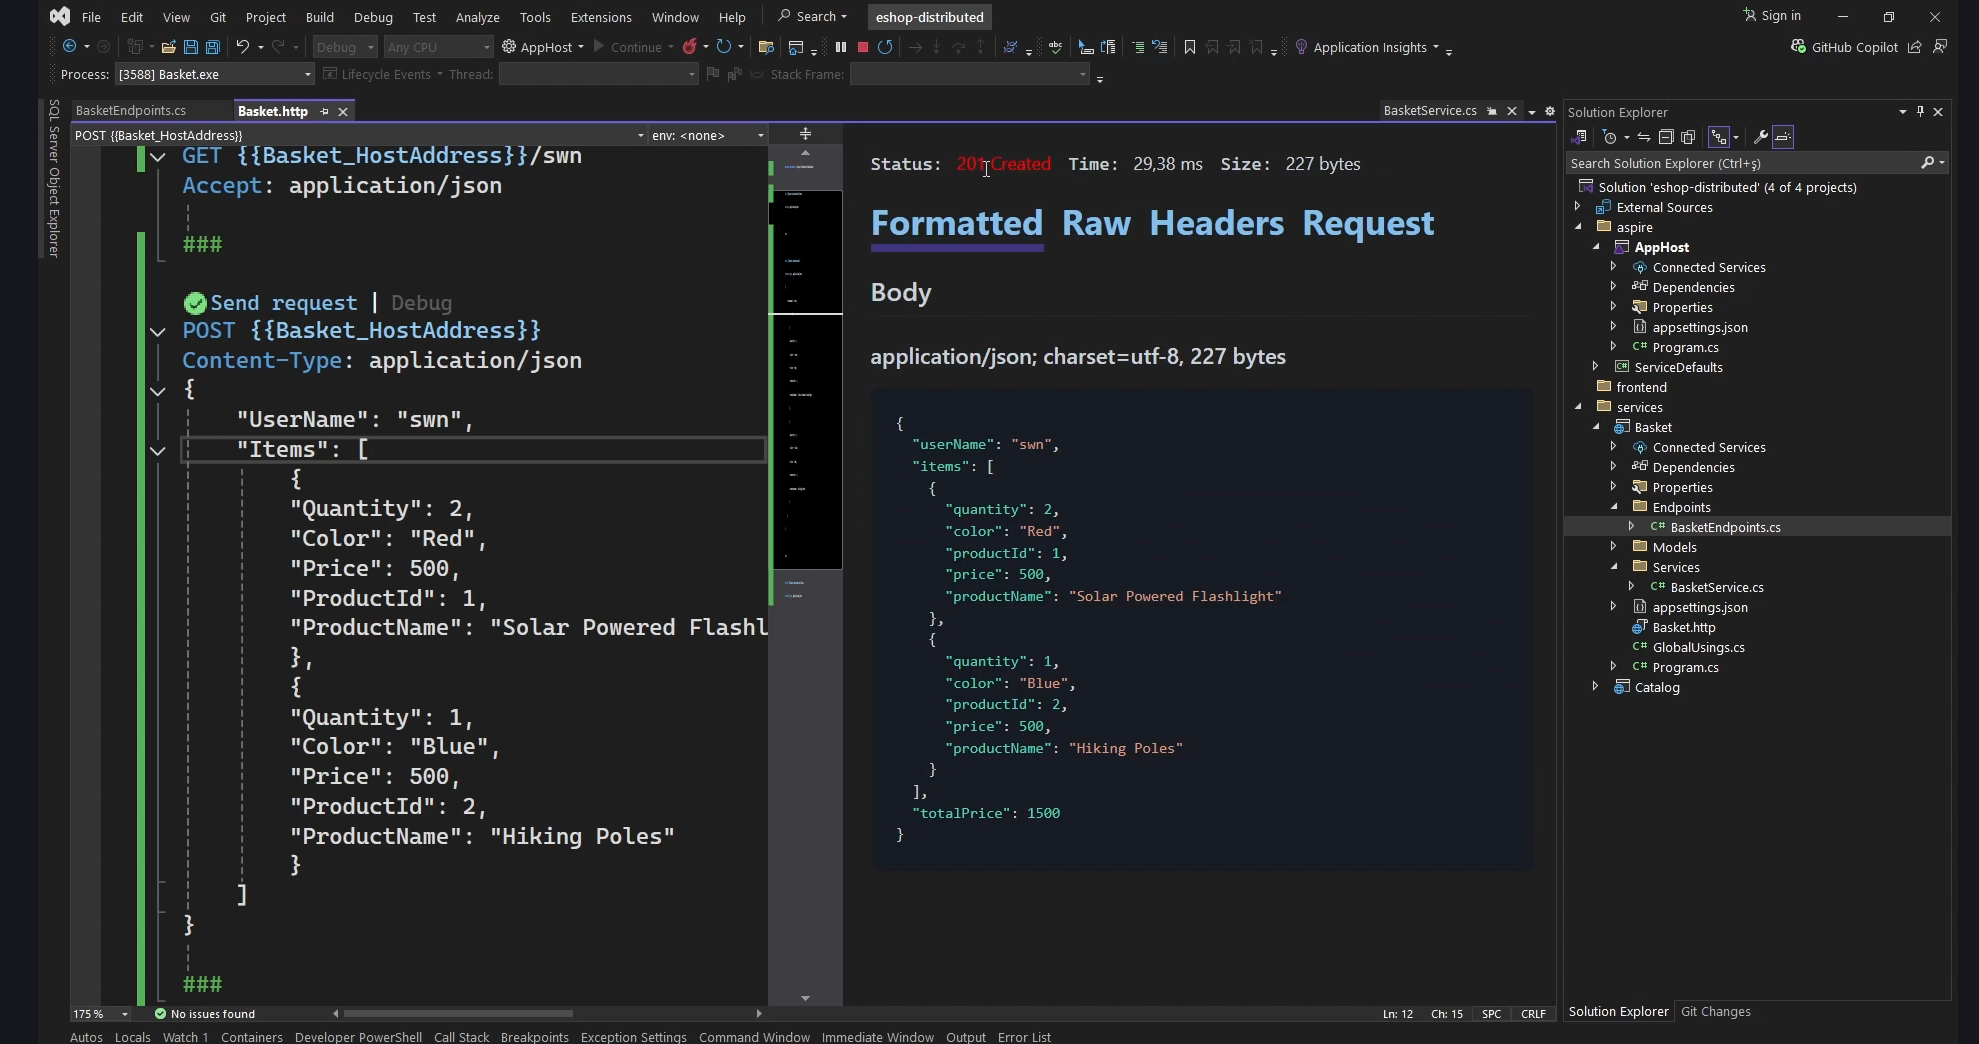 File Edit View Git Project Build Debug Test Analyze Tools Extensions Window Help Search eshop-distributed Sign in
Debug Any CPU AppHost Continue Application Insights GitHub Copilot
Process: [3588] Basket.exe Lifecycle Events Thread: Stack Frame:
SQL Server Object Explorer
BasketEndpoints.cs Basket.http BasketService.cs
POST {{Basket_HostAddress}} env: <none>
GET {{Basket_HostAddress}}/swn
Accept: application/json
###
Send request | Debug
POST {{Basket_HostAddress}}
Content-Type: application/json
{
"UserName": "swn",
"Items": [
{
"Quantity": 2,
"Color": "Red",
"Price": 500,
"ProductId": 1,
"ProductName": "Solar Powered Flashl
},
{
"Quantity": 1,
"Color": "Blue",
"Price": 500,
"ProductId": 2,
"ProductName": "Hiking Poles"
}
]
}
###
175 % No issues found Ln: 12 Ch: 15 SPC CRLF
Status: 201 Created Time: 29,38 ms Size: 227 bytes
Formatted Raw Headers Request
Body
application/json; charset=utf-8, 227 bytes
{
"userName": "swn",
"items": [
{
"quantity": 2,
"color": "Red",
"productId": 1,
"price": 500,
"productName": "Solar Powered Flashlight"
},
{
"quantity": 1,
"color": "Blue",
"productId": 2,
"price": 500,
"productName": "Hiking Poles"
}
],
"totalPrice": 1500
}
Solution Explorer
Search Solution Explorer (Ctrl+ş)
Solution 'eshop-distributed' (4 of 4 projects)
External Sources
aspire
AppHost
Connected Services
Dependencies
Properties
appsettings.json
C# Program.cs
ServiceDefaults
frontend
services
Basket
Connected Services
Dependencies
Properties
Endpoints
C# BasketEndpoints.cs
Models
Services
C# BasketService.cs
appsettings.json
Basket.http
C# GlobalUsings.cs
C# Program.cs
Catalog
Solution Explorer Git Changes
Autos Locals Watch 1 Containers Developer PowerShell Call Stack Breakpoints Exception Settings Command Window Immediate Window Output Error List